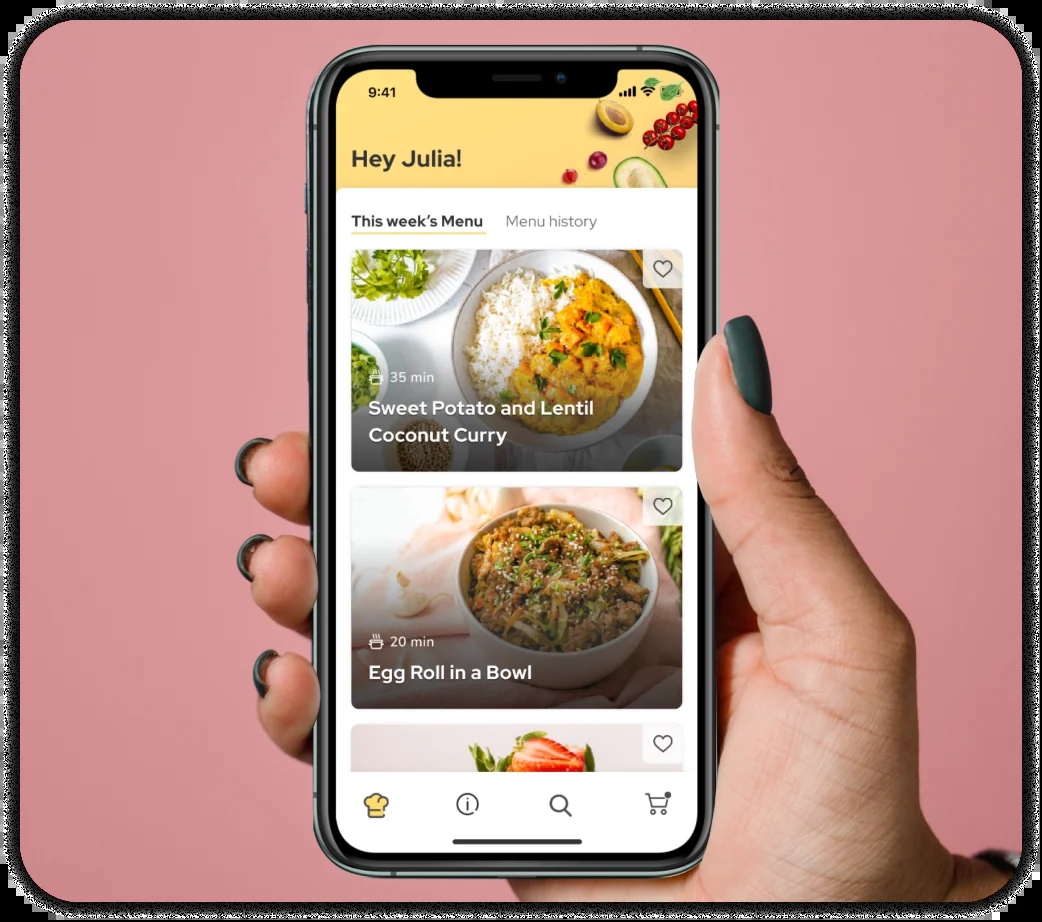 9:41
Hey Julia!
This week's Menu
Menu history
35 min
Sweet Potato and Lentil
Coconut Curry
20 min
Egg Roll in a Bowl